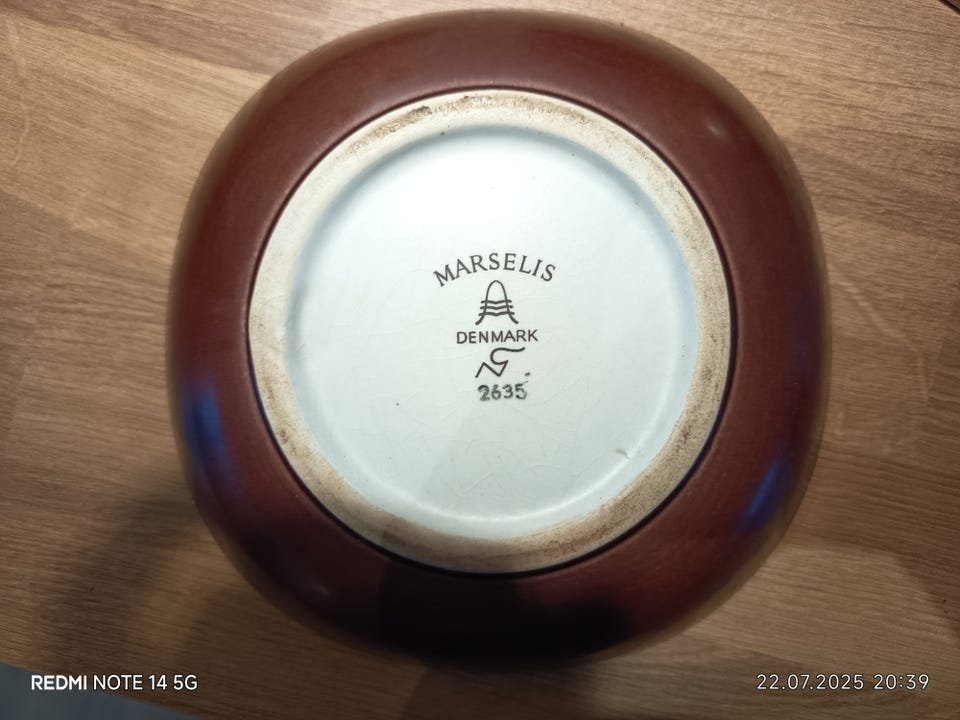 MARSELIS
DENMARK
2635
REDMI NOTE 14 5G
22.07.2025 20:39